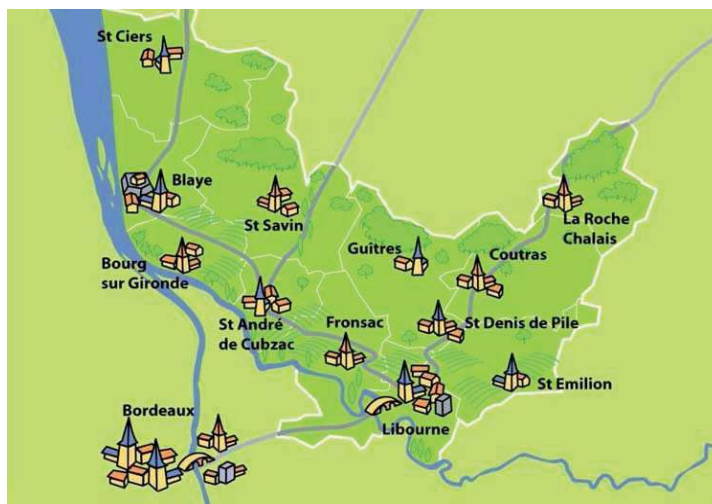 St Ciers
Blaye
St Savin
La Roche
Chalais
Guîtres
Coutras
Bourg
sur Gironde
St André
de Cubzac
Fronsac
St Denis de Pile
St Emilion
Bordeaux
Libourne